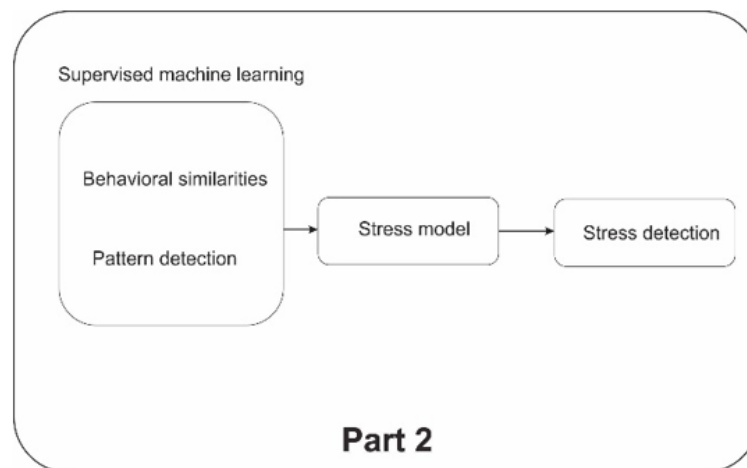 Supervised machine learning
Behavioral similarities
Pattern detection
Stress model
Stress detection
Part 2